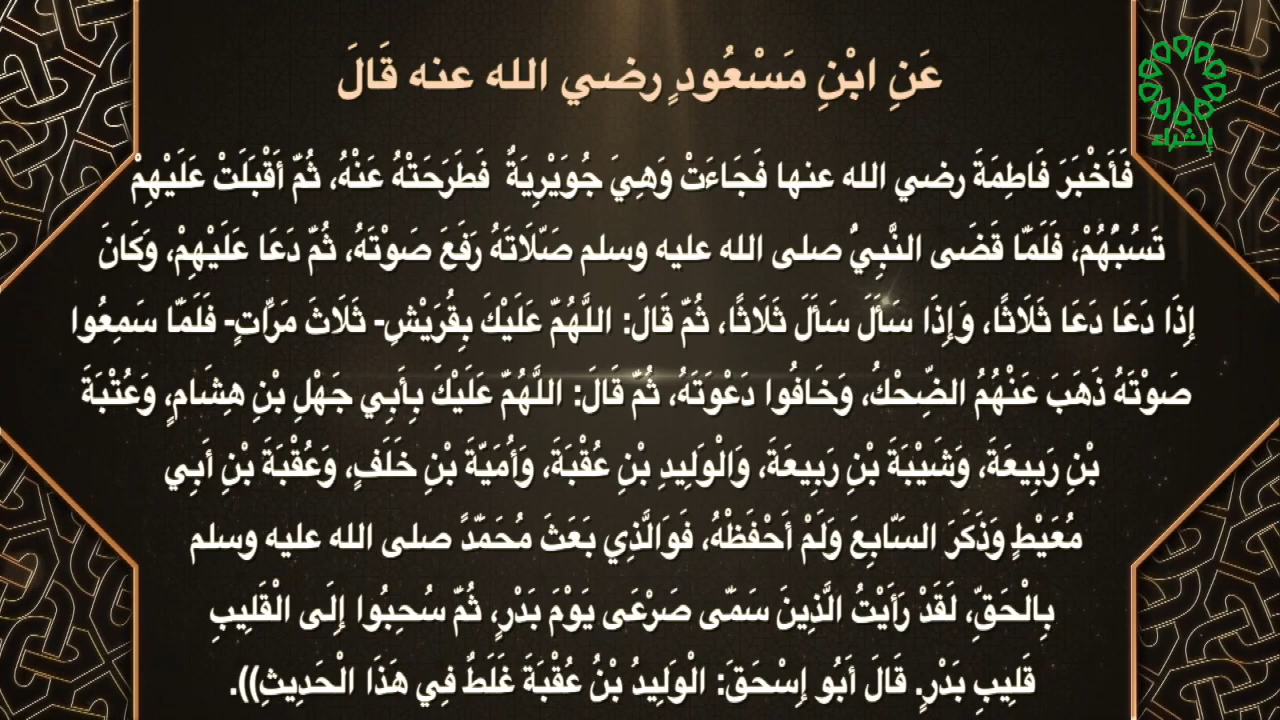 عَنِ ابْنِ مَسْعُودٍ رضي الله عنه قَالَ
إثراء
فَأَخْبَرَ فَاطِمَةَ رضي الله عنها فَجَاءَتْ وَهِيَ جُوَيْرِيَةٌ فَطَرَحَتْهُ عَنْهُ، ثُمَّ أَقْبَلَتْ عَلَيْهِمْ
تَسُبُّهُمْ، فَلَمَّا قَضَى النَّبِيُّ صلى الله عليه وسلم صَلَاتَهُ رَفَعَ صَوْتَهُ، ثُمَّ دَعَا عَلَيْهِمْ، وَكَانَ
إِذَا دَعَا دَعَا ثَلَاثًا، وَإِذَا سَأَلَ سَأَلَ ثَلَاثًا، ثُمَّ قَالَ: اللَّهُمَّ عَلَيْكَ بِقُرَيْشٍ- ثَلَاثَ مَرَّاتٍ- فَلَمَّا سَمِعُوا
صَوْتَهُ ذَهَبَ عَنْهُمُ الضِّحْكُ، وَخَافُوا دَعْوَتَهُ، ثُمَّ قَالَ: اللَّهُمَّ عَلَيْكَ بِأَبِي جَهْلِ بْنِ هِشَامٍ، وَعُتْبَةَ
بْنِ رَبِيعَةَ، وَشَيْبَةَ بْنِ رَبِيعَةَ، وَالْوَلِيدِ بْنِ عُقْبَةَ، وَأُمَيَّةَ بْنِ خَلَفٍ، وَعُقْبَةَ بْنِ أَبِي
مُعَيْطٍ وَذَكَرَ السَّابِعَ وَلَمْ أَحْفَظْهُ، فَوَالَّذِي بَعَثَ مُحَمَّدً صلى الله عليه وسلم
بِالْحَقِّ، لَقَدْ رَأَيْتُ الَّذِينَ سَمَّى صَرْعَى يَوْمَ بَدْرٍ، ثُمَّ سُحِبُوا إِلَى الْقَلِيبِ
قَلِيبِ بَدْرٍ. قَالَ أَبُو إِسْحَقَ: الْوَلِيدُ بْنُ عُقْبَةَ غَلَطٌ فِي هَذَا الْحَدِيثِ)).